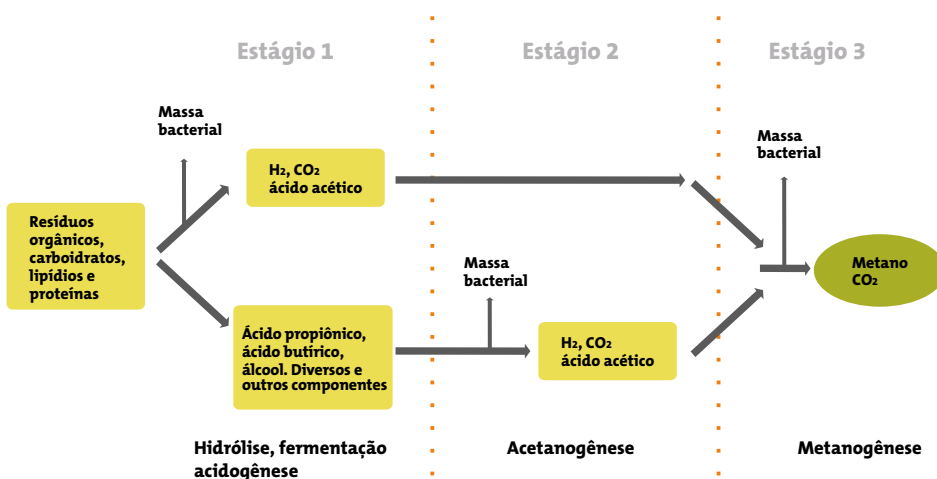 Estágio 1
Estágio 2
Estágio 3
Massa
bacterial
Massa
bacterial
H₂, CO₂
ácido acético
Resíduos
orgânicos,
carboidratos,
lipídios e
proteínas
Metano
CO₂
Massa
bacterial
Ácido propiônico,
ácido butírico,
álcool. Diversos e
outros componentes
H₂, CO₂
ácido acético
Hidrólise, fermentação
acidogênese
Acetanogênese
Metanogênese